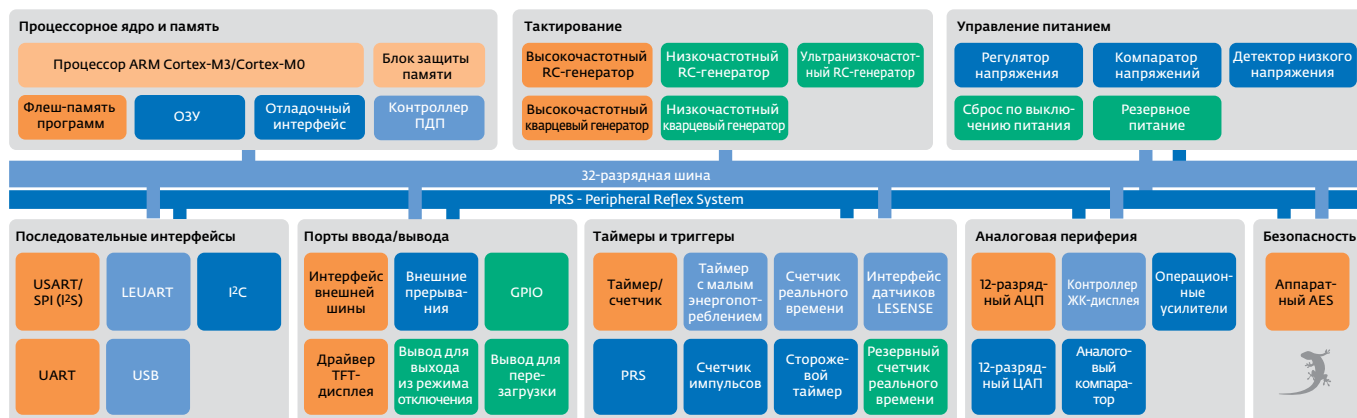 Процессорное ядро и память
Процессор ARM Cortex-M3/Cortex-M0
Блок защиты
памяти
Флеш-память
программ
ОЗУ
Отладочный
интерфейс
Контроллер
ПДП
Тактирование
Высокочастотный
RC-генератор
Низкочастотный
RC-генератор
Ультранизкочастот-
ный RC-генератор
Высокочастотный
кварцевый генератор
Низкочастотный
кварцевый генератор
Управление питанием
Регулятор
напряжения
Компаратор
напряжений
Детектор низкого
напряжения
Сброс по выклю-
чению питания
Резервное
питание
32-разрядная шина
PRS - Peripheral Reflex System
Последовательные интерфейсы
USART/
SPI (I²S)
LEUART
I²C
UART
USB
Порты ввода/вывода
Интерфейс
внешней
шины
Внешние
прерыва-
ния
GPIO
Драйвер
TFT-
дисплея
Вывод для
выхода
из режима
отключения
Вывод для
пере-
загрузки
Таймеры и триггеры
Таймер/
счетчик
Таймер
с малым
энергопот-
реблением
Счетчик
реального
времени
Интерфейс
датчиков
LESENSE
PRS
Счетчик
импульсов
Стороже-
вой
таймер
Резервный
счетчик
реального
времени
Аналоговая периферия
12-разряд-
ный АЦП
Контроллер
ЖК-дисплея
Операцион-
ные
усилители
12-разряд-
ный ЦАП
Аналого-
вый
компара-
тор
Безопасность
Аппарат-
ный AES